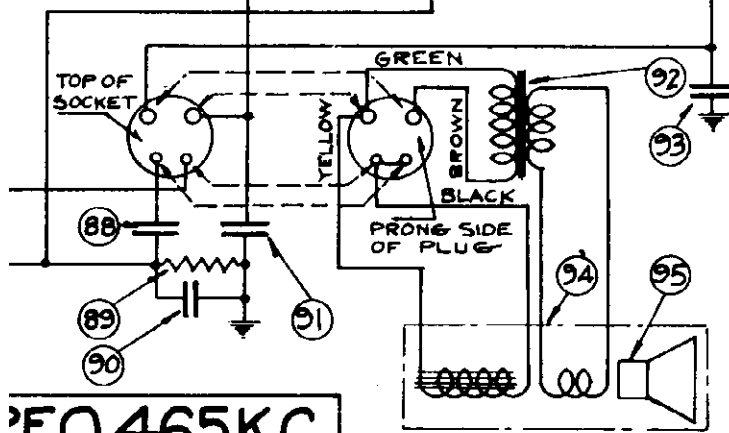 GREEN
92
TOP OF
SOCKET
YELLOW
BROWN
93
BLACK
88
PRONG SIDE
OF PLUG
94
95
89
91
90
465KC